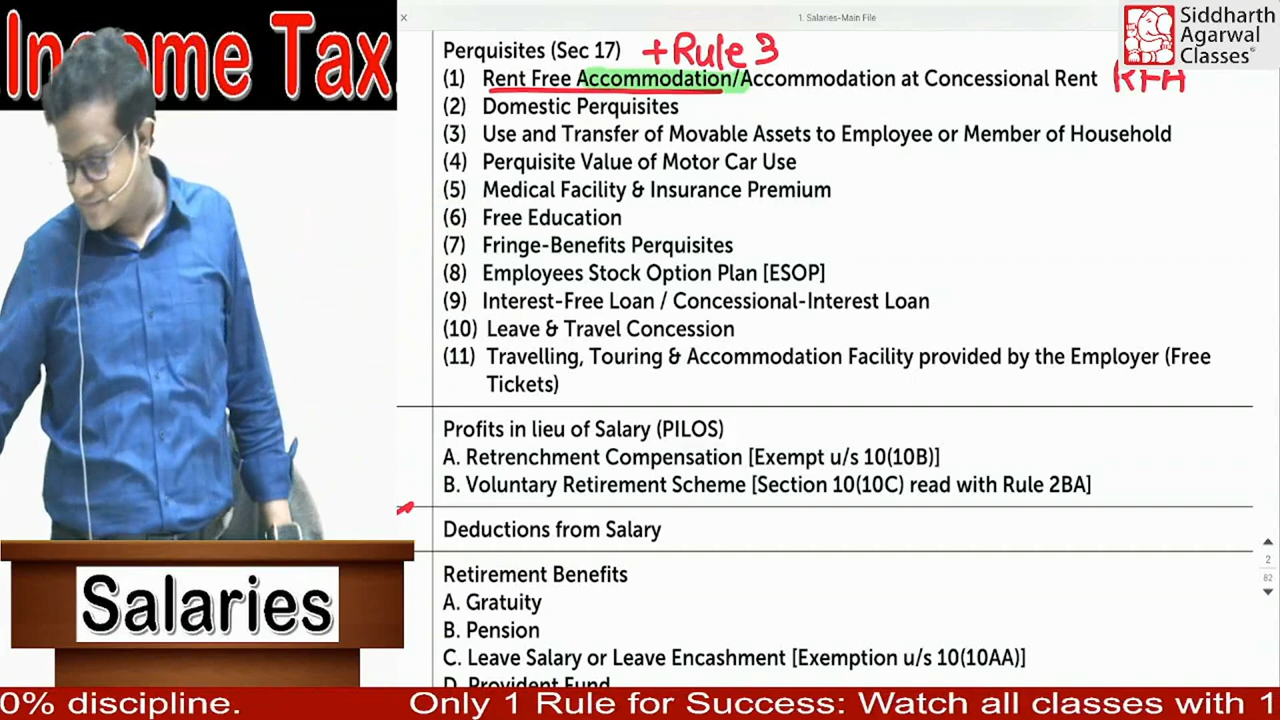 Income Tax
1. Salaries-Main File
Siddharth
Agarwal
Classes
Perquisites (Sec 17) + Rule 3
(1) Rent Free Accommodation/Accommodation at Concessional Rent RFA
(2) Domestic Perquisites
(3) Use and Transfer of Movable Assets to Employee or Member of Household
(4) Perquisite Value of Motor Car Use
(5) Medical Facility & Insurance Premium
(6) Free Education
(7) Fringe-Benefits Perquisites
(8) Employees Stock Option Plan [ESOP]
(9) Interest-Free Loan / Concessional-Interest Loan
(10) Leave & Travel Concession
(11) Travelling, Touring & Accommodation Facility provided by the Employer (Free
Tickets)
Profits in lieu of Salary (PILOS)
A. Retrenchment Compensation [Exempt u/s 10(10B)]
B. Voluntary Retirement Scheme [Section 10(10C) read with Rule 2BA]
Deductions from Salary
2
82
Retirement Benefits
A. Gratuity
B. Pension
C. Leave Salary or Leave Encashment [Exemption u/s 10(10AA)]
D. Provident Fund
Salaries
0% discipline. Only 1 Rule for Success: Watch all classes with 1